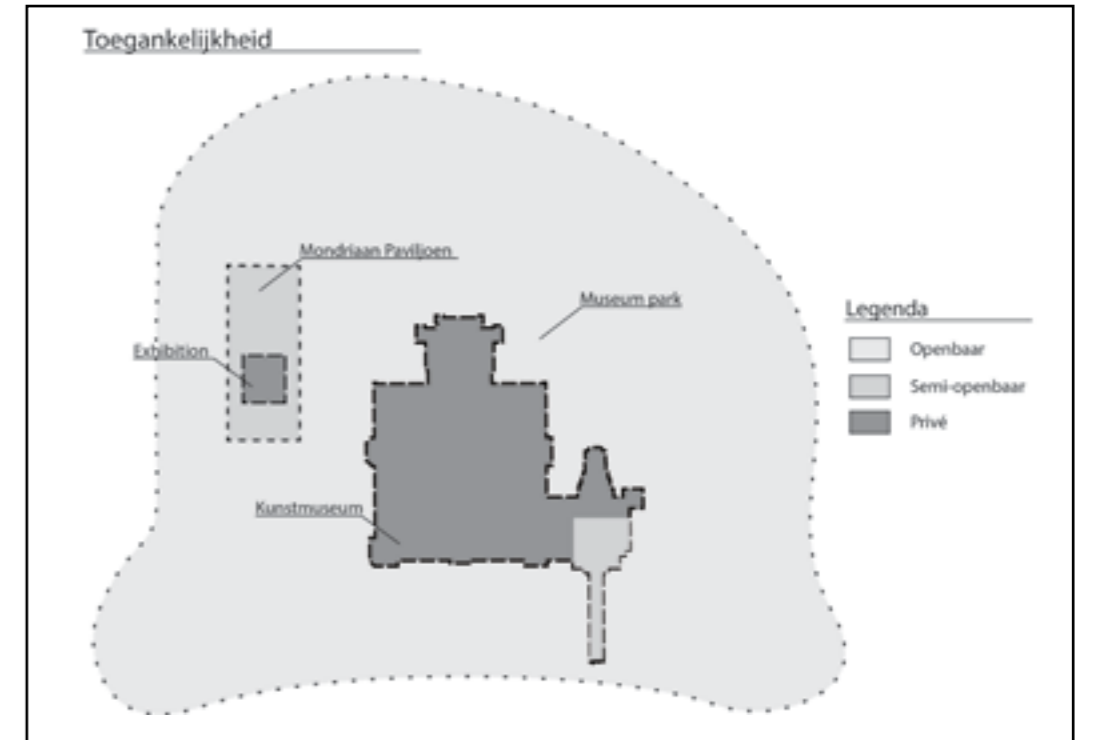 Toegankelijkheid
Mondriaan Paviljoen
Museum park
Exhibition
Kunstmuseum
Legenda
Openbaar
Semi-openbaar
Privé